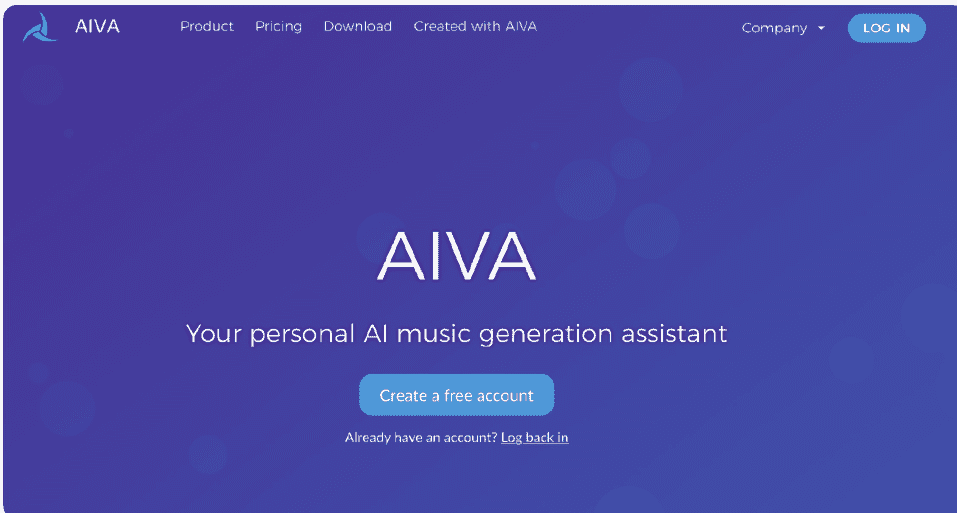 AIVA Product Pricing Download Created with AIVA Company LOG IN
AIVA
Your personal AI music generation assistant
Create a free account
Already have an account? Log back in